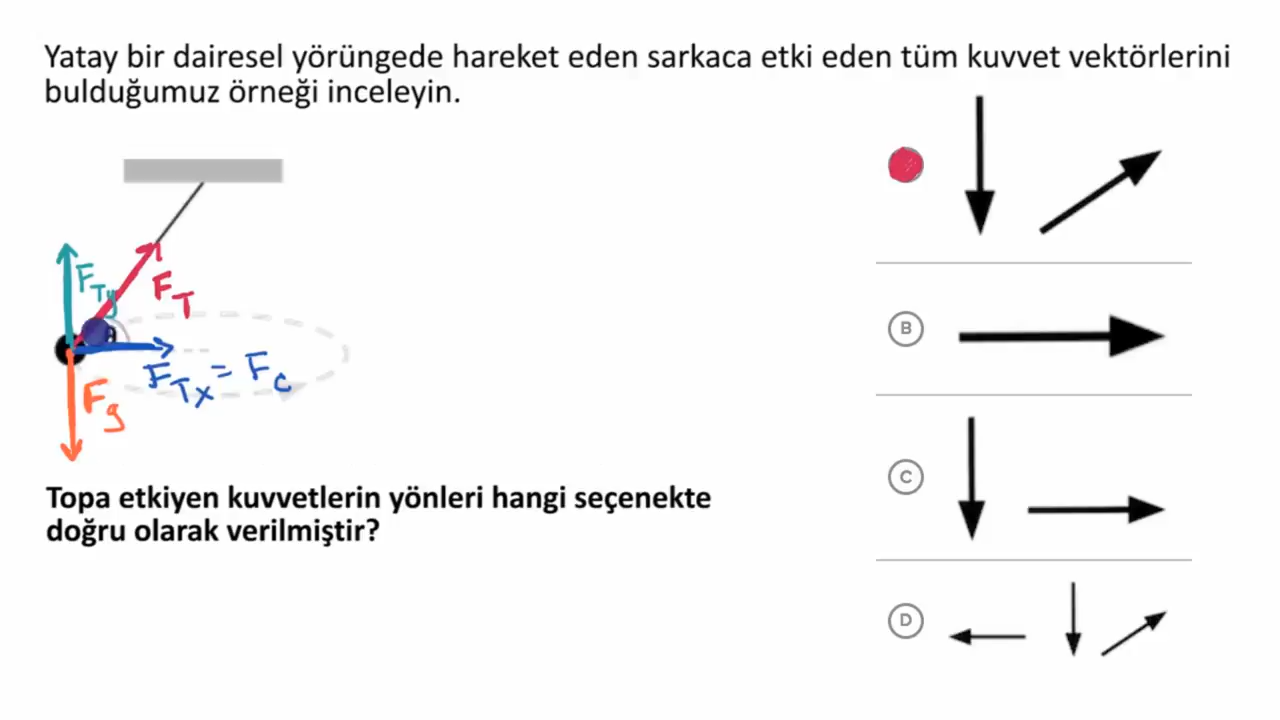 Yatay bir dairesel yörüngede hareket eden sarkaca etki eden tüm kuvvet vektörlerini
bulduğumuz örneği inceleyin.
F_Ty
F_T
F_Tx = F_c
F_g
Topa etkiyen kuvvetlerin yönleri hangi seçenekte
doğru olarak verilmiştir?
B
C
D